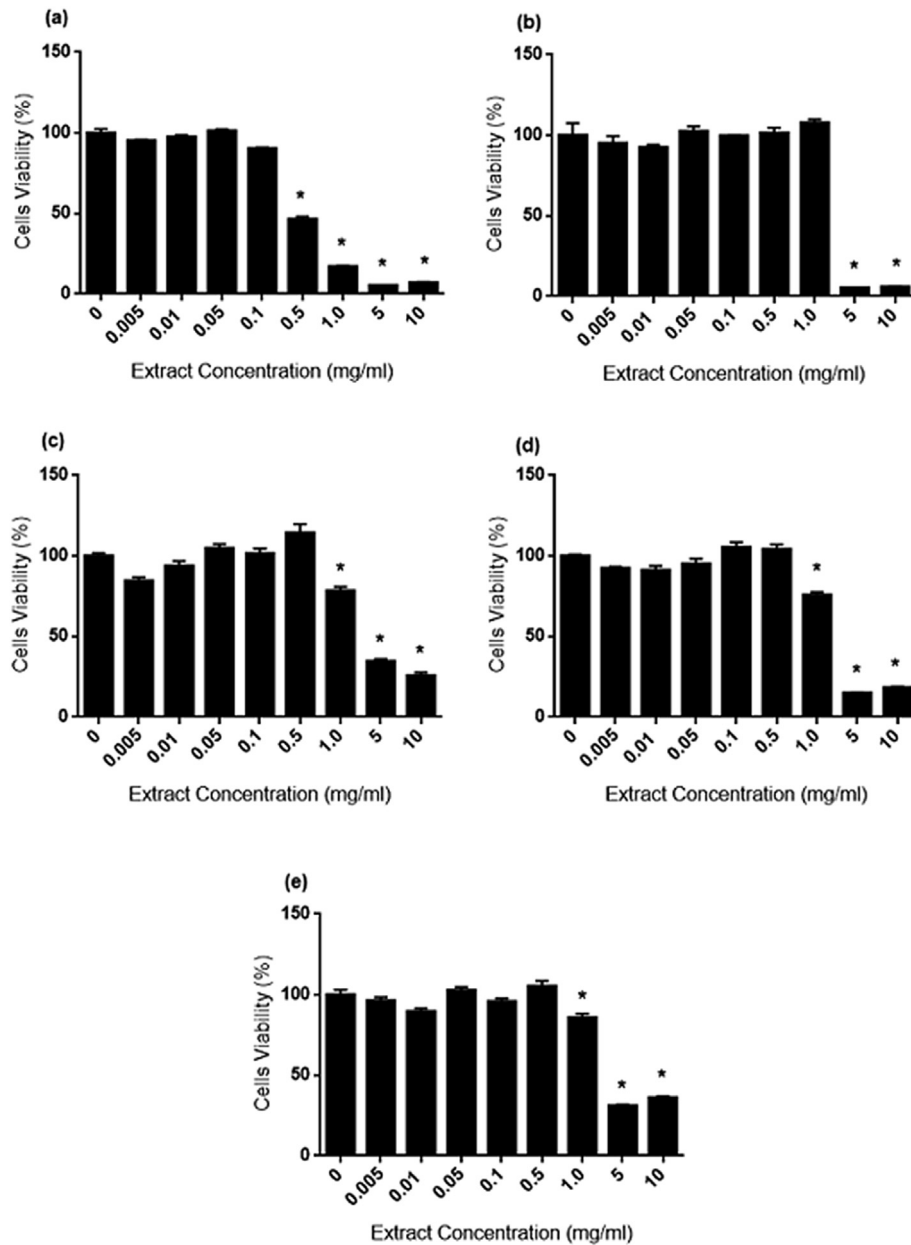 (a)
150
100
50
0
Cells Viability (%)
* * * *
0 0.005 0.01 0.05 0.1 0.5 1.0 5 10
Extract Concentration (mg/ml)
(b)
150
100
50
0
Cells Viability (%)
* *
0 0.005 0.01 0.05 0.1 0.5 1.0 5 10
Extract Concentration (mg/ml)
(c)
150
100
50
0
Cells Viability (%)
* * *
0 0.005 0.01 0.05 0.1 0.5 1.0 5 10
Extract Concentration (mg/ml)
(d)
150
100
50
0
Cells Viability (%)
* * *
0 0.005 0.01 0.05 0.1 0.5 1.0 5 10
Extract Concentration (mg/ml)
(e)
150
100
50
0
Cells Viability (%)
* * *
0 0.005 0.01 0.05 0.1 0.5 1.0 5 10
Extract Concentration (mg/ml)